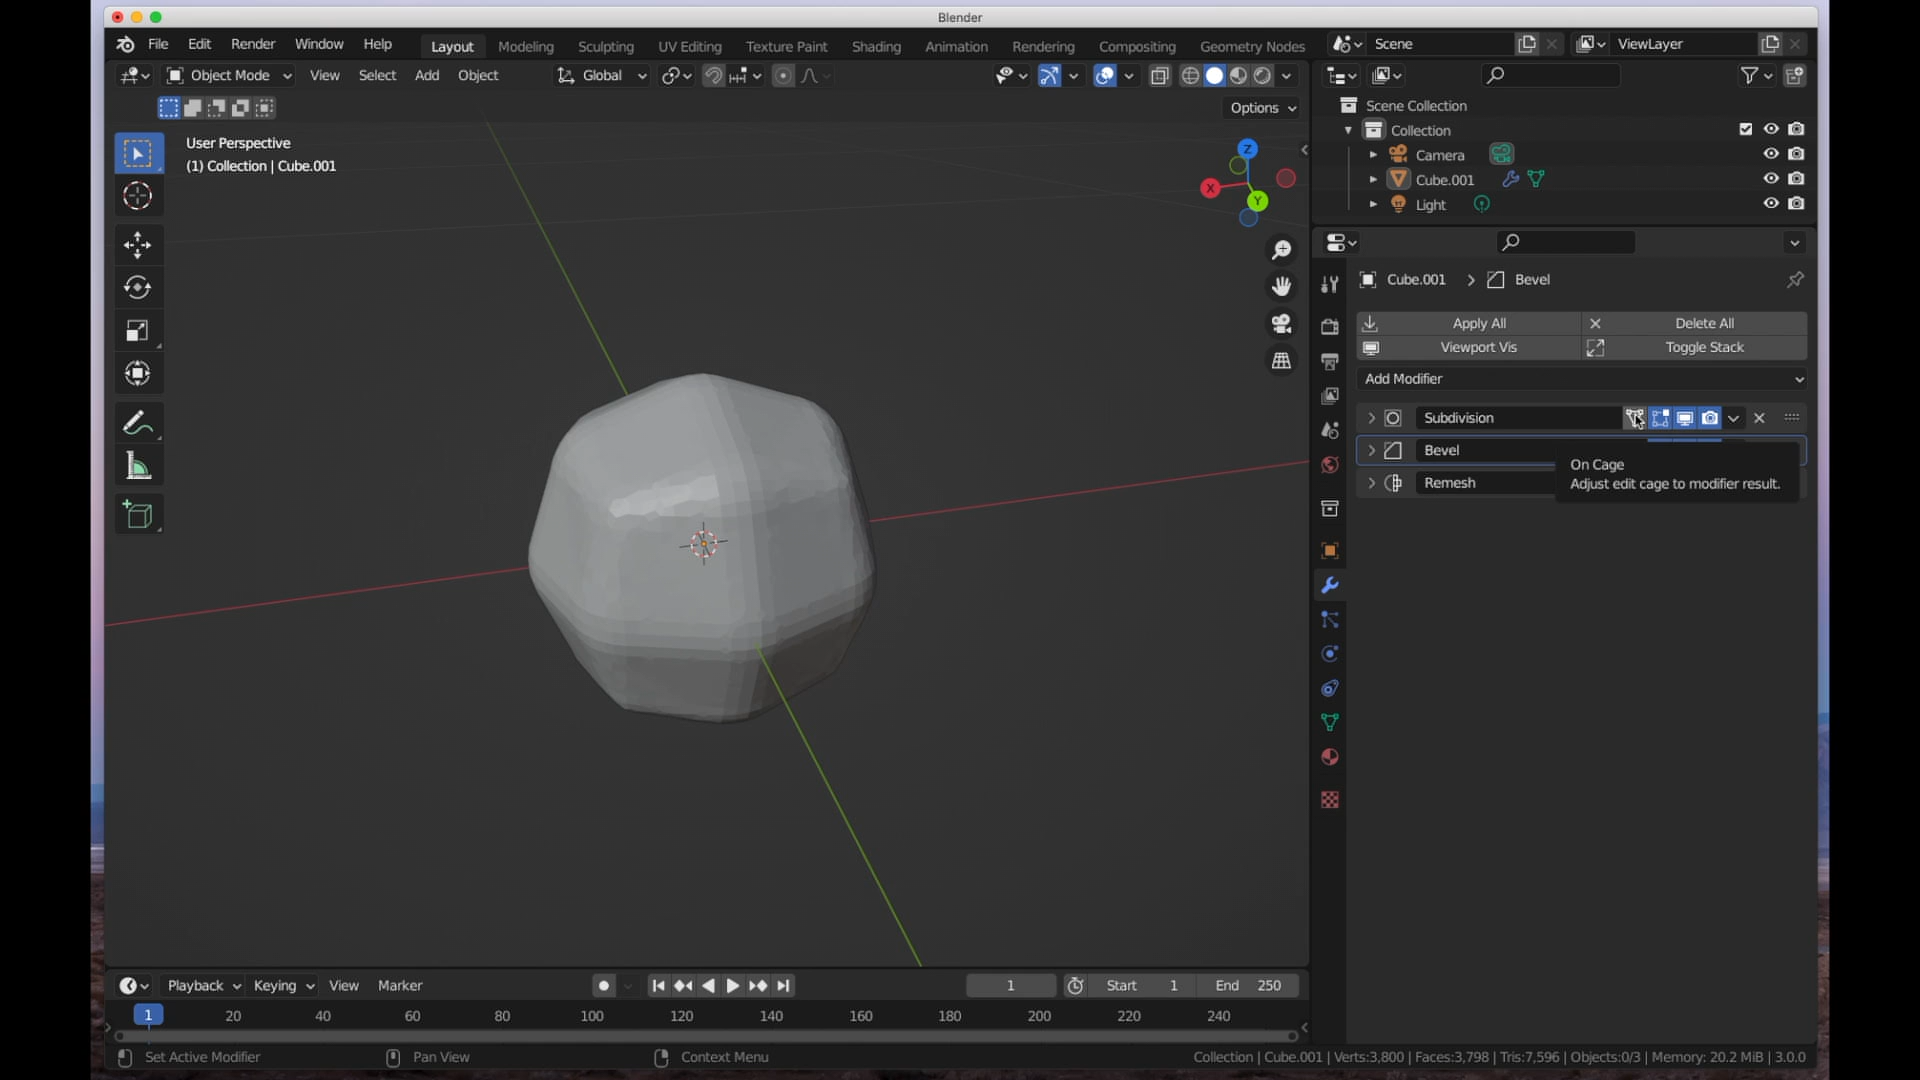 Blender
File Edit Render Window Help
Layout Modeling Sculpting UV Editing Texture Paint Shading Animation Rendering Compositing Geometry Nodes
Scene
ViewLayer
Object Mode View Select Add Object
Global
Options
User Perspective
(1) Collection | Cube.001
Z
X
Y
Scene Collection
Collection
Camera
Cube.001
Light
Cube.001 > Bevel
Apply All
Delete All
Viewport Vis
Toggle Stack
Add Modifier
Subdivision
Bevel
Remesh
On Cage
Adjust edit cage to modifier result.
Playback Keying View Marker
1
Start 1
End 250
1 20 40 60 80 100 120 140 160 180 200 220 240
Set Active Modifier
Pan View
Context Menu
Collection | Cube.001 | Verts:3,800 | Faces:3,798 | Tris:7,596 | Objects:0/3 | Memory: 20.2 MiB | 3.0.0